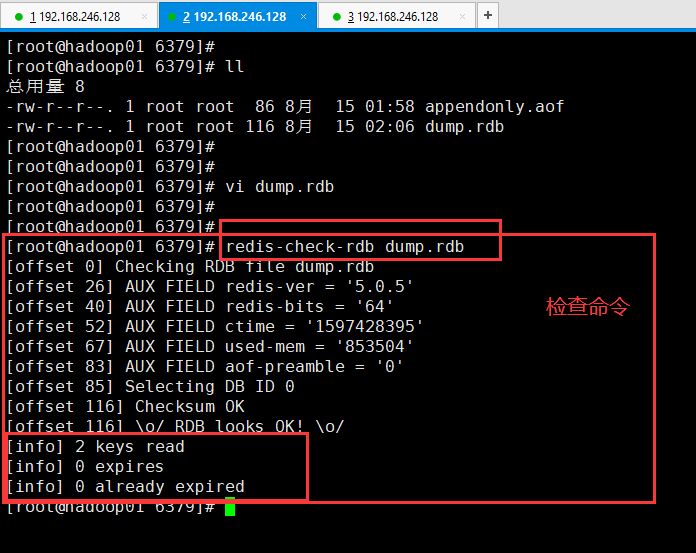 1 192.168.246.128 × 2 192.168.246.128 × 3 192.168.246.128 × +
[root@hadoop01 6379]#
[root@hadoop01 6379]# ll
总用量 8
-rw-r--r--. 1 root root  86 8月  15 01:58 appendonly.aof
-rw-r--r--. 1 root root 116 8月  15 02:06 dump.rdb
[root@hadoop01 6379]#
[root@hadoop01 6379]#
[root@hadoop01 6379]# vi dump.rdb
[root@hadoop01 6379]#
[root@hadoop01 6379]#
[root@hadoop01 6379]# redis-check-rdb dump.rdb
[offset 0] Checking RDB file dump.rdb
[offset 26] AUX FIELD redis-ver = '5.0.5'
[offset 40] AUX FIELD redis-bits = '64'
检查命令
[offset 52] AUX FIELD ctime = '1597428395'
[offset 67] AUX FIELD used-mem = '853504'
[offset 83] AUX FIELD aof-preamble = '0'
[offset 85] Selecting DB ID 0
[offset 116] Checksum OK
[offset 116] \o/ RDB looks OK! \o/
[info] 2 keys read
[info] 0 expires
[info] 0 already expired
[root@hadoop01 6379]#